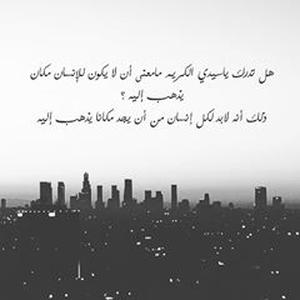 هل تدرك ياسيدي الكريم مامعنى أن لا يكون للإنسان مكان
يذهب إليه ؟
ذلك أنه لابد لكل إنسان من أن يجد مكانا يذهب إليه